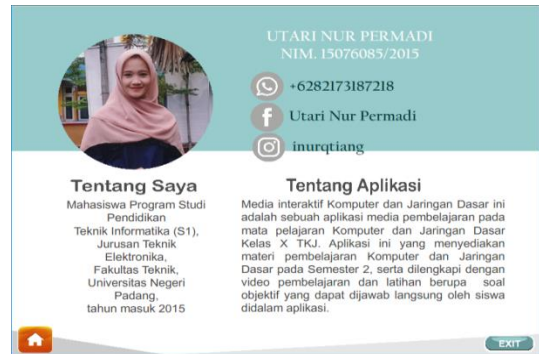 UTARI NUR PERMADI
NIM. 15076085/2015
+6282173187218
Utari Nur Permadi
inurqtiang
Tentang Saya
Mahasiswa Program Studi
Pendidikan
Teknik Informatika (S1),
Jurusan Teknik
Elektronika,
Fakultas Teknik,
Universitas Negeri
Padang,
tahun masuk 2015
Tentang Aplikasi
Media interaktif Komputer dan Jaringan Dasar ini
adalah sebuah aplikasi media pembelajaran pada
mata pelajaran Komputer dan Jaringan Dasar
Kelas X TKJ. Aplikasi ini yang menyediakan
materi pembelajaran Komputer dan Jaringan
Dasar pada Semester 2, serta dilengkapi dengan
video pembelajaran dan latihan berupa soal
objektif yang dapat dijawab langsung oleh siswa
didalam aplikasi.
EXIT